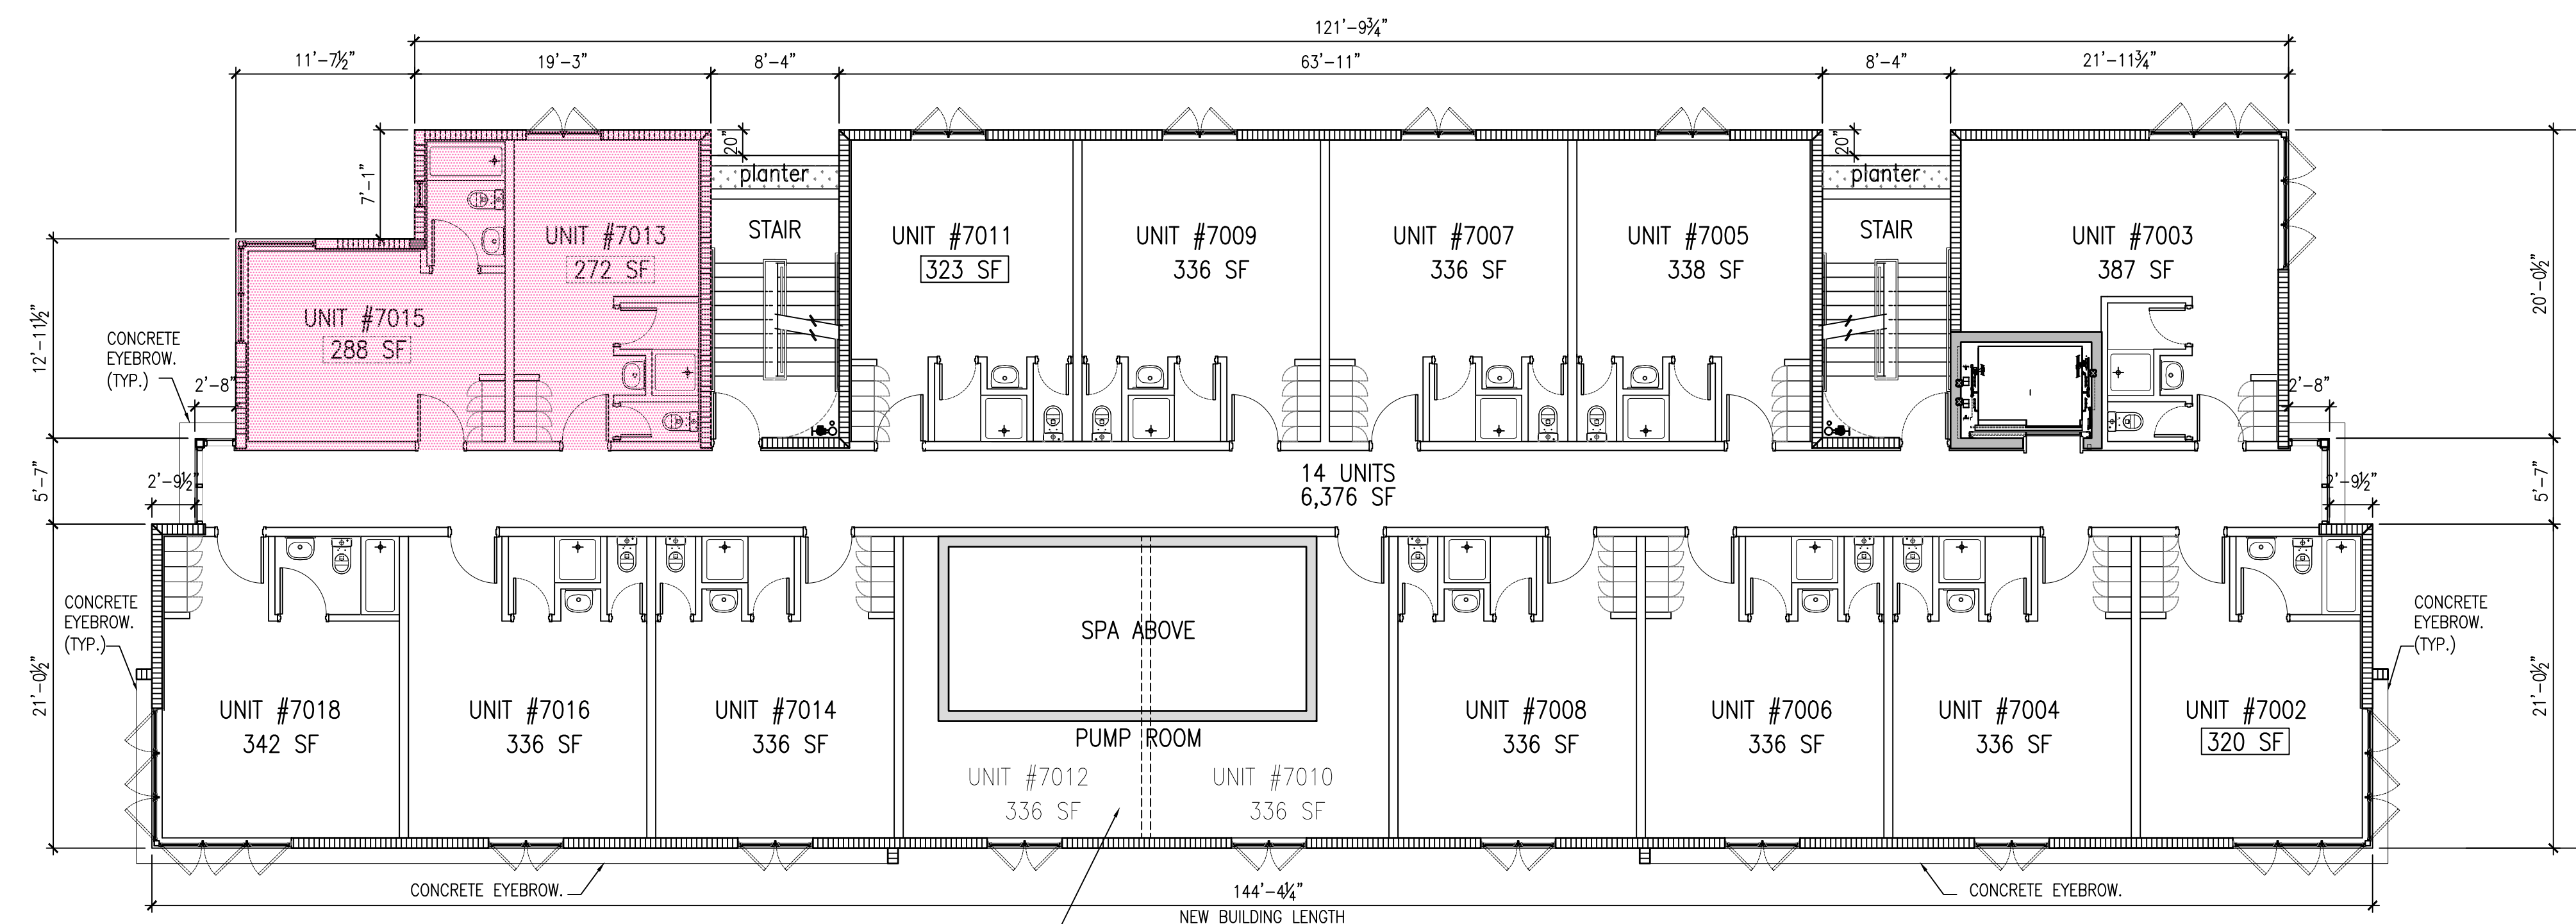 121'-9¾"
11'-7½"
19'-3"
8'-4"
63'-11"
8'-4"
21'-11¾"
20"
20"
planter
planter
7'-1"
STAIR
STAIR
UNIT #7013
272 SF
UNIT #7011
323 SF
UNIT #7009
336 SF
UNIT #7007
336 SF
UNIT #7005
338 SF
UNIT #7003
387 SF
20'-0½"
UNIT #7015
288 SF
12'-11½"
CONCRETE
EYEBROW.
(TYP.)
2'-8"
2'-8"
14 UNITS
6,376 SF
5'-7"
2'-9½"
2'-9½"
5'-7"
CONCRETE
EYEBROW.
(TYP.)
CONCRETE
EYEBROW.
(TYP.)
SPA ABOVE
21'-0½"
21'-0½"
UNIT #7018
342 SF
UNIT #7016
336 SF
UNIT #7014
336 SF
PUMP ROOM
UNIT #7012
336 SF
UNIT #7010
336 SF
UNIT #7008
336 SF
UNIT #7006
336 SF
UNIT #7004
336 SF
UNIT #7002
320 SF
CONCRETE EYEBROW.
144'-4¼"
CONCRETE EYEBROW.
NEW BUILDING LENGTH